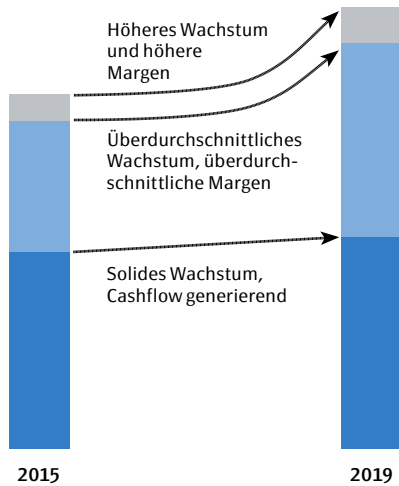 Höheres Wachstum
und höhere
Margen
Überdurchschnittliches
Wachstum, überdurch-
schnittliche Margen
Solides Wachstum,
Cashflow generierend
2015
2019